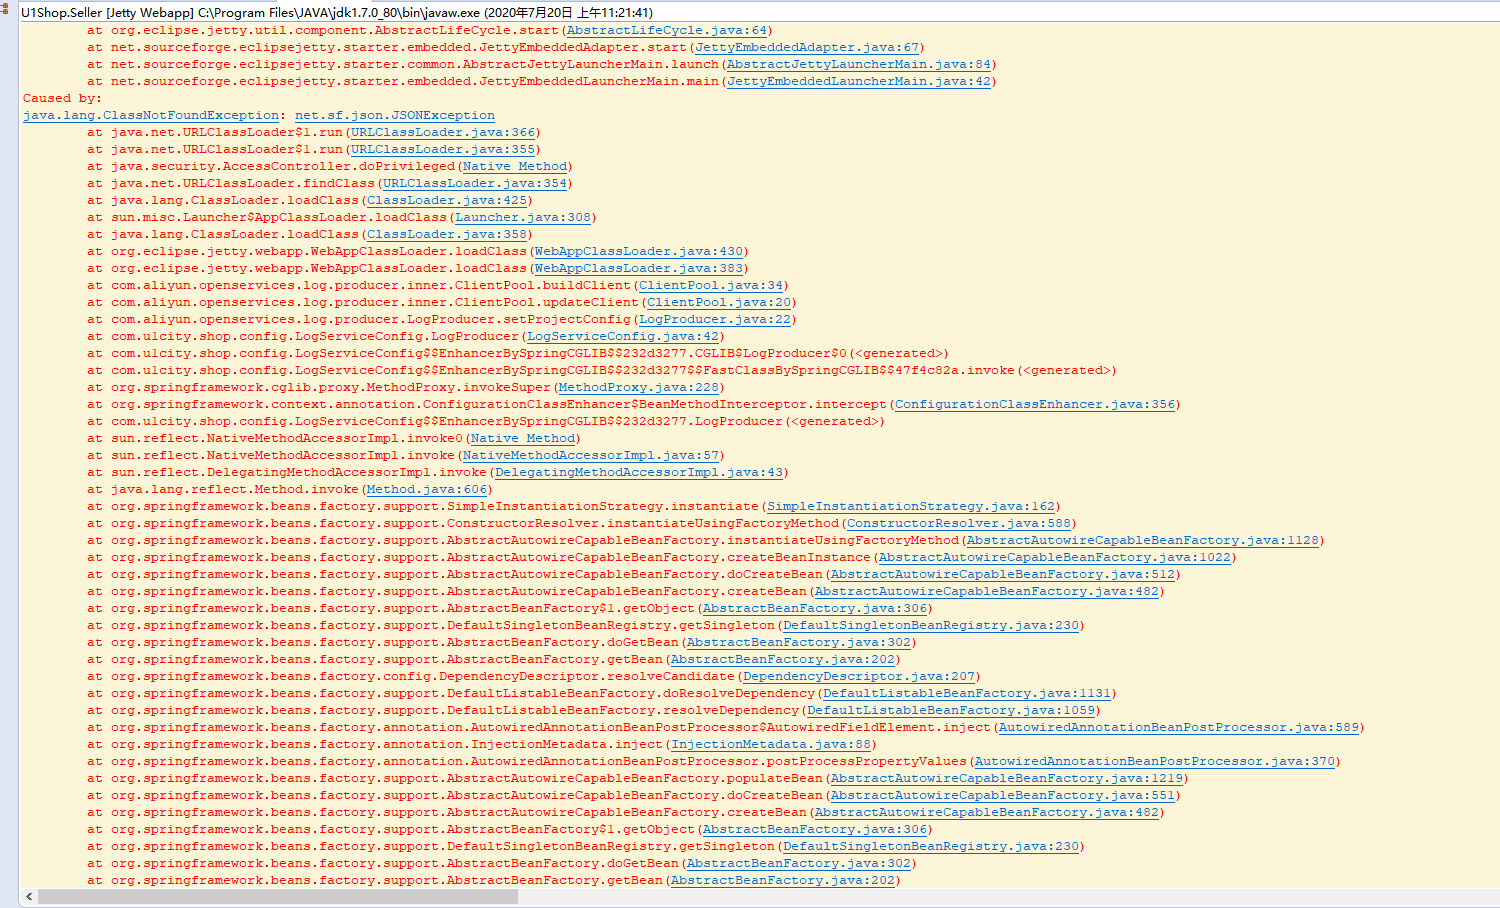 U1Shop.Seller [Jetty Webapp] C:\Program Files\JAVA\jdk1.7.0_80\bin\javaw.exe (2020年7月20日 上午11:21:41)
at org.eclipse.jetty.util.component.AbstractLifeCycle.start(AbstractLifeCycle.java:64)
at net.sourceforge.eclipsejetty.starter.embedded.JettyEmbeddedAdapter.start(JettyEmbeddedAdapter.java:67)
at net.sourceforge.eclipsejetty.starter.common.AbstractJettyLauncherMain.launch(AbstractJettyLauncherMain.java:84)
at net.sourceforge.eclipsejetty.starter.embedded.JettyEmbeddedLauncherMain.main(JettyEmbeddedLauncherMain.java:42)
Caused by:
java.lang.ClassNotFoundException: net.sf.json.JSONException
at java.net.URLClassLoader$1.run(URLClassLoader.java:366)
at java.net.URLClassLoader$1.run(URLClassLoader.java:355)
at java.security.AccessController.doPrivileged(Native Method)
at java.net.URLClassLoader.findClass(URLClassLoader.java:354)
at java.lang.ClassLoader.loadClass(ClassLoader.java:425)
at sun.misc.Launcher$AppClassLoader.loadClass(Launcher.java:308)
at java.lang.ClassLoader.loadClass(ClassLoader.java:358)
at org.eclipse.jetty.webapp.WebAppClassLoader.loadClass(WebAppClassLoader.java:430)
at org.eclipse.jetty.webapp.WebAppClassLoader.loadClass(WebAppClassLoader.java:383)
at com.aliyun.openservices.log.producer.inner.ClientPool.buildClient(ClientPool.java:34)
at com.aliyun.openservices.log.producer.inner.ClientPool.updateClient(ClientPool.java:20)
at com.aliyun.openservices.log.producer.LogProducer.setProjectConfig(LogProducer.java:22)
at com.ulcity.shop.config.LogServiceConfig.LogProducer(LogServiceConfig.java:42)
at com.ulcity.shop.config.LogServiceConfig$$EnhancerBySpringCGLIB$$232d3277.CGLIB$LogProducer$0(<generated>)
at com.ulcity.shop.config.LogServiceConfig$$EnhancerBySpringCGLIB$$232d3277$$FastClassBySpringCGLIB$$47f4c82a.invoke(<generated>)
at org.springframework.cglib.proxy.MethodProxy.invokeSuper(MethodProxy.java:228)
at org.springframework.context.annotation.ConfigurationClassEnhancer$BeanMethodInterceptor.intercept(ConfigurationClassEnhancer.java:356)
at com.ulcity.shop.config.LogServiceConfig$$EnhancerBySpringCGLIB$$232d3277.LogProducer(<generated>)
at sun.reflect.NativeMethodAccessorImpl.invoke0(Native Method)
at sun.reflect.NativeMethodAccessorImpl.invoke(NativeMethodAccessorImpl.java:57)
at sun.reflect.DelegatingMethodAccessorImpl.invoke(DelegatingMethodAccessorImpl.java:43)
at java.lang.reflect.Method.invoke(Method.java:606)
at org.springframework.beans.factory.support.SimpleInstantiationStrategy.instantiate(SimpleInstantiationStrategy.java:162)
at org.springframework.beans.factory.support.ConstructorResolver.instantiateUsingFactoryMethod(ConstructorResolver.java:588)
at org.springframework.beans.factory.support.AbstractAutowireCapableBeanFactory.instantiateUsingFactoryMethod(AbstractAutowireCapableBeanFactory.java:1128)
at org.springframework.beans.factory.support.AbstractAutowireCapableBeanFactory.createBeanInstance(AbstractAutowireCapableBeanFactory.java:1022)
at org.springframework.beans.factory.support.AbstractAutowireCapableBeanFactory.doCreateBean(AbstractAutowireCapableBeanFactory.java:512)
at org.springframework.beans.factory.support.AbstractAutowireCapableBeanFactory.createBean(AbstractAutowireCapableBeanFactory.java:482)
at org.springframework.beans.factory.support.AbstractBeanFactory$1.getObject(AbstractBeanFactory.java:306)
at org.springframework.beans.factory.support.DefaultSingletonBeanRegistry.getSingleton(DefaultSingletonBeanRegistry.java:230)
at org.springframework.beans.factory.support.AbstractBeanFactory.doGetBean(AbstractBeanFactory.java:302)
at org.springframework.beans.factory.support.AbstractBeanFactory.getBean(AbstractBeanFactory.java:202)
at org.springframework.beans.factory.config.DependencyDescriptor.resolveCandidate(DependencyDescriptor.java:207)
at org.springframework.beans.factory.support.DefaultListableBeanFactory.doResolveDependency(DefaultListableBeanFactory.java:1131)
at org.springframework.beans.factory.support.DefaultListableBeanFactory.resolveDependency(DefaultListableBeanFactory.java:1059)
at org.springframework.beans.factory.annotation.AutowiredAnnotationBeanPostProcessor$AutowiredFieldElement.inject(AutowiredAnnotationBeanPostProcessor.java:589)
at org.springframework.beans.factory.annotation.InjectionMetadata.inject(InjectionMetadata.java:88)
at org.springframework.beans.factory.annotation.AutowiredAnnotationBeanPostProcessor.postProcessPropertyValues(AutowiredAnnotationBeanPostProcessor.java:370)
at org.springframework.beans.factory.support.AbstractAutowireCapableBeanFactory.populateBean(AbstractAutowireCapableBeanFactory.java:1219)
at org.springframework.beans.factory.support.AbstractAutowireCapableBeanFactory.doCreateBean(AbstractAutowireCapableBeanFactory.java:551)
at org.springframework.beans.factory.support.AbstractAutowireCapableBeanFactory.createBean(AbstractAutowireCapableBeanFactory.java:482)
at org.springframework.beans.factory.support.AbstractBeanFactory$1.getObject(AbstractBeanFactory.java:306)
at org.springframework.beans.factory.support.DefaultSingletonBeanRegistry.getSingleton(DefaultSingletonBeanRegistry.java:230)
at org.springframework.beans.factory.support.AbstractBeanFactory.doGetBean(AbstractBeanFactory.java:302)
at org.springframework.beans.factory.support.AbstractBeanFactory.getBean(AbstractBeanFactory.java:202)